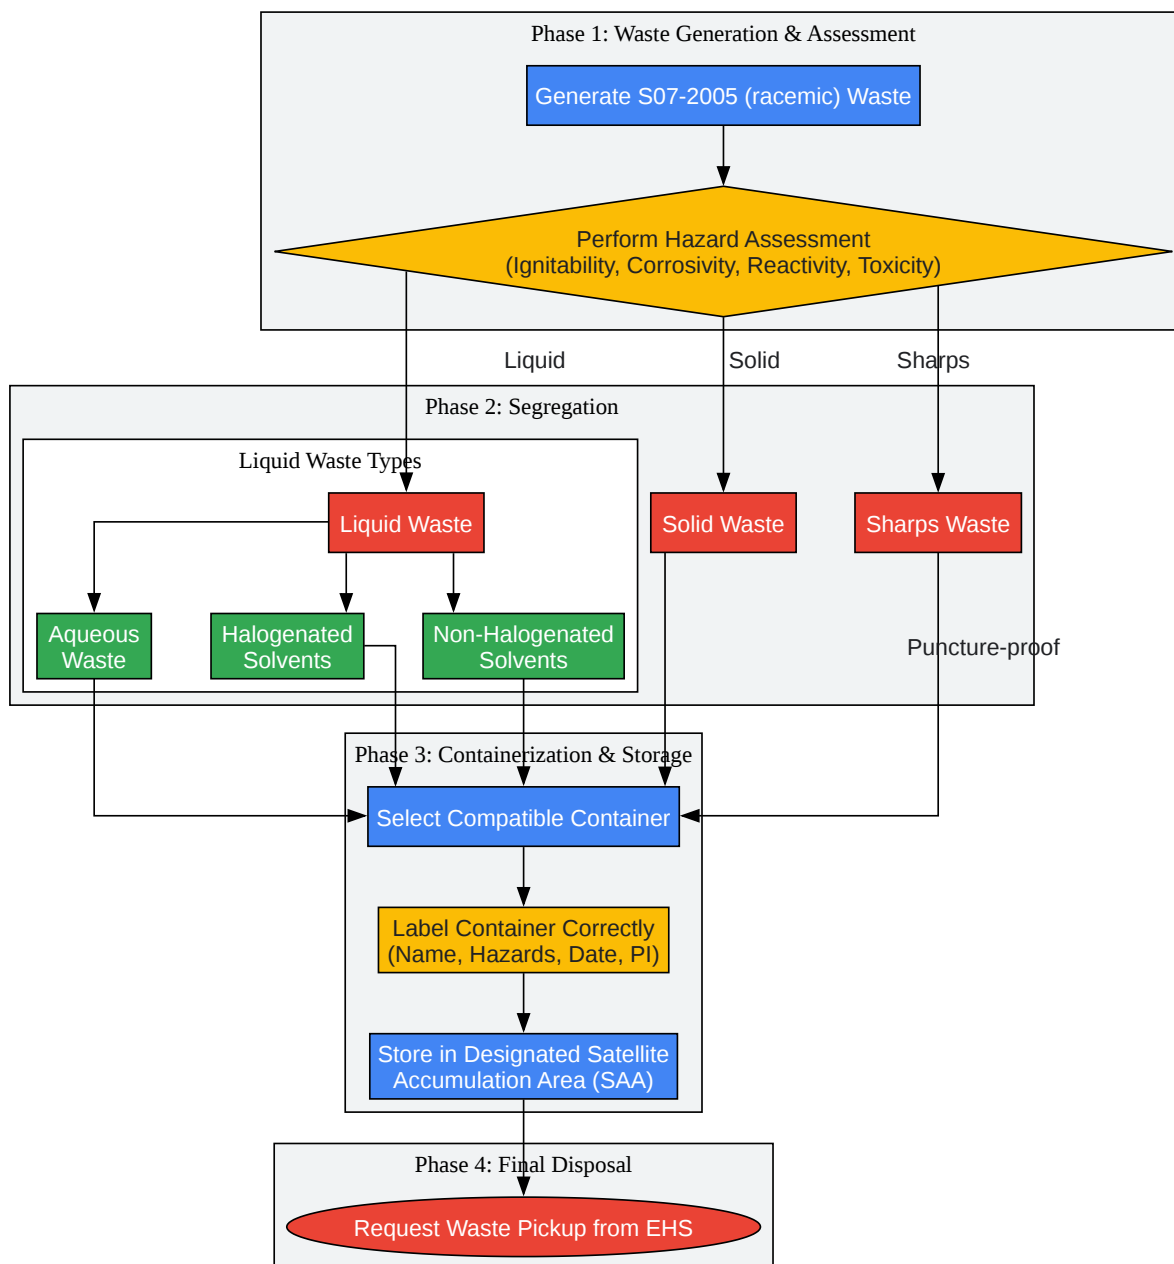 Phase 1: Waste Generation & Assessment
Generate S07-2005 (racemic) Waste
Perform Hazard Assessment
(Ignitability, Corrosivity, Reactivity, Toxicity)
Liquid
Solid
Sharps
Phase 2: Segregation
Liquid Waste Types
Liquid Waste
Solid Waste
Sharps Waste
Aqueous
Waste
Halogenated
Solvents
Non-Halogenated
Solvents
Puncture-proof
Phase 3: Containerization & Storage
Select Compatible Container
Label Container Correctly
(Name, Hazards, Date, PI)
Store in Designated Satellite
Accumulation Area (SAA)
Phase 4: Final Disposal
Request Waste Pickup from EHS